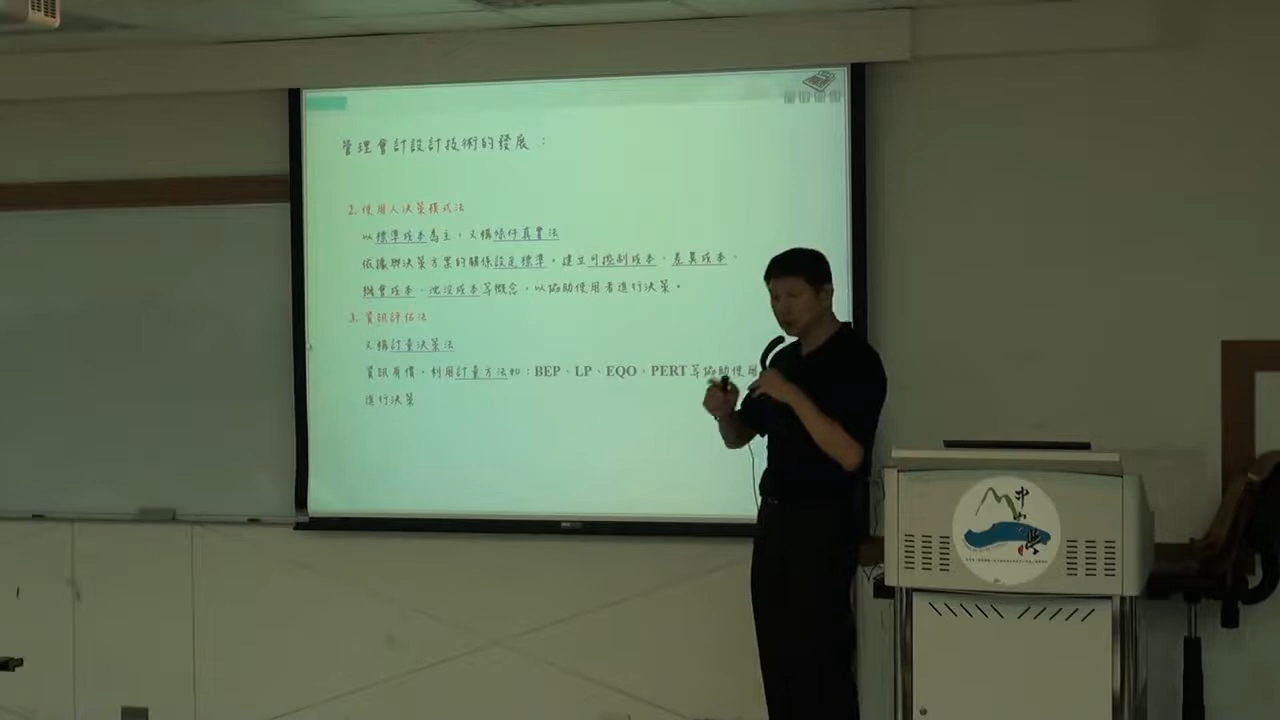 管理會計設計技術的發展：
2. 使用人決策模式法
以標準成本為主，又稱條件真實法
依據與決策方案的關係設定標準，建立可控制成本、差異成本、
機會成本、沈沒成本等概念，以協助使用者進行決策。
3. 資訊評估法
又稱計量決策法
資訊有價，利用計量方法如：BEP、LP、EQO、PERT等協助使用
進行決策
中山學